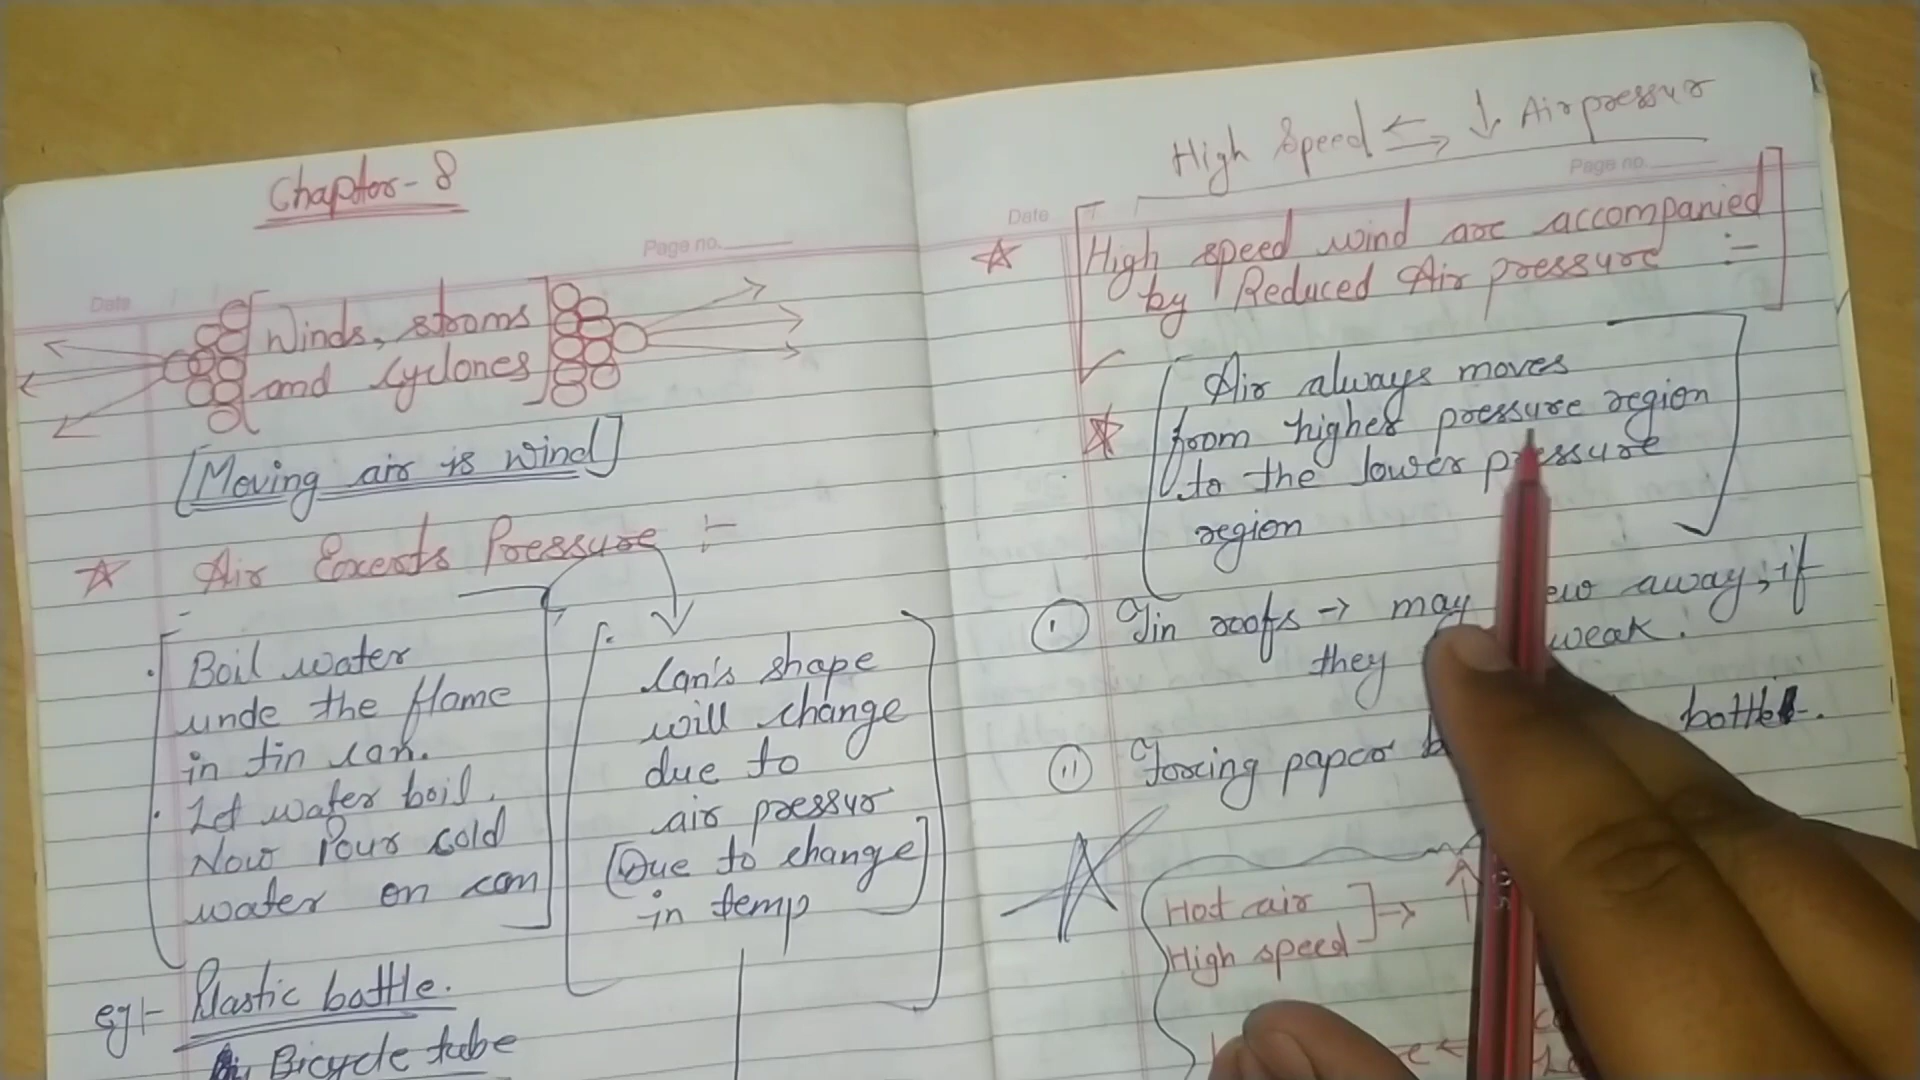 Chapter-8
Page no.
Date
Winds, stroms
and cyclones
[Moving air is wind]
Air Exerts Pressure :-
Boil water
unde the flame
in tin can.
Let water boil.
Now Pour cold
water on can
Can's shape
will change
due to
air pressur
(Due to change
in temp
eg:- Plastic bottle.
Bicycle tube
High Speed ⇆ ↓ Air pressur
Page no.
Date
High speed wind are accompanied
by Reduced Air pressure :-
Air always moves
from higher pressure region
to the lower pressure
region
(i) Tin roofs → may away, if
they weak.
(ii) Forcing paper bottle.
Hot air
High speed → ↑